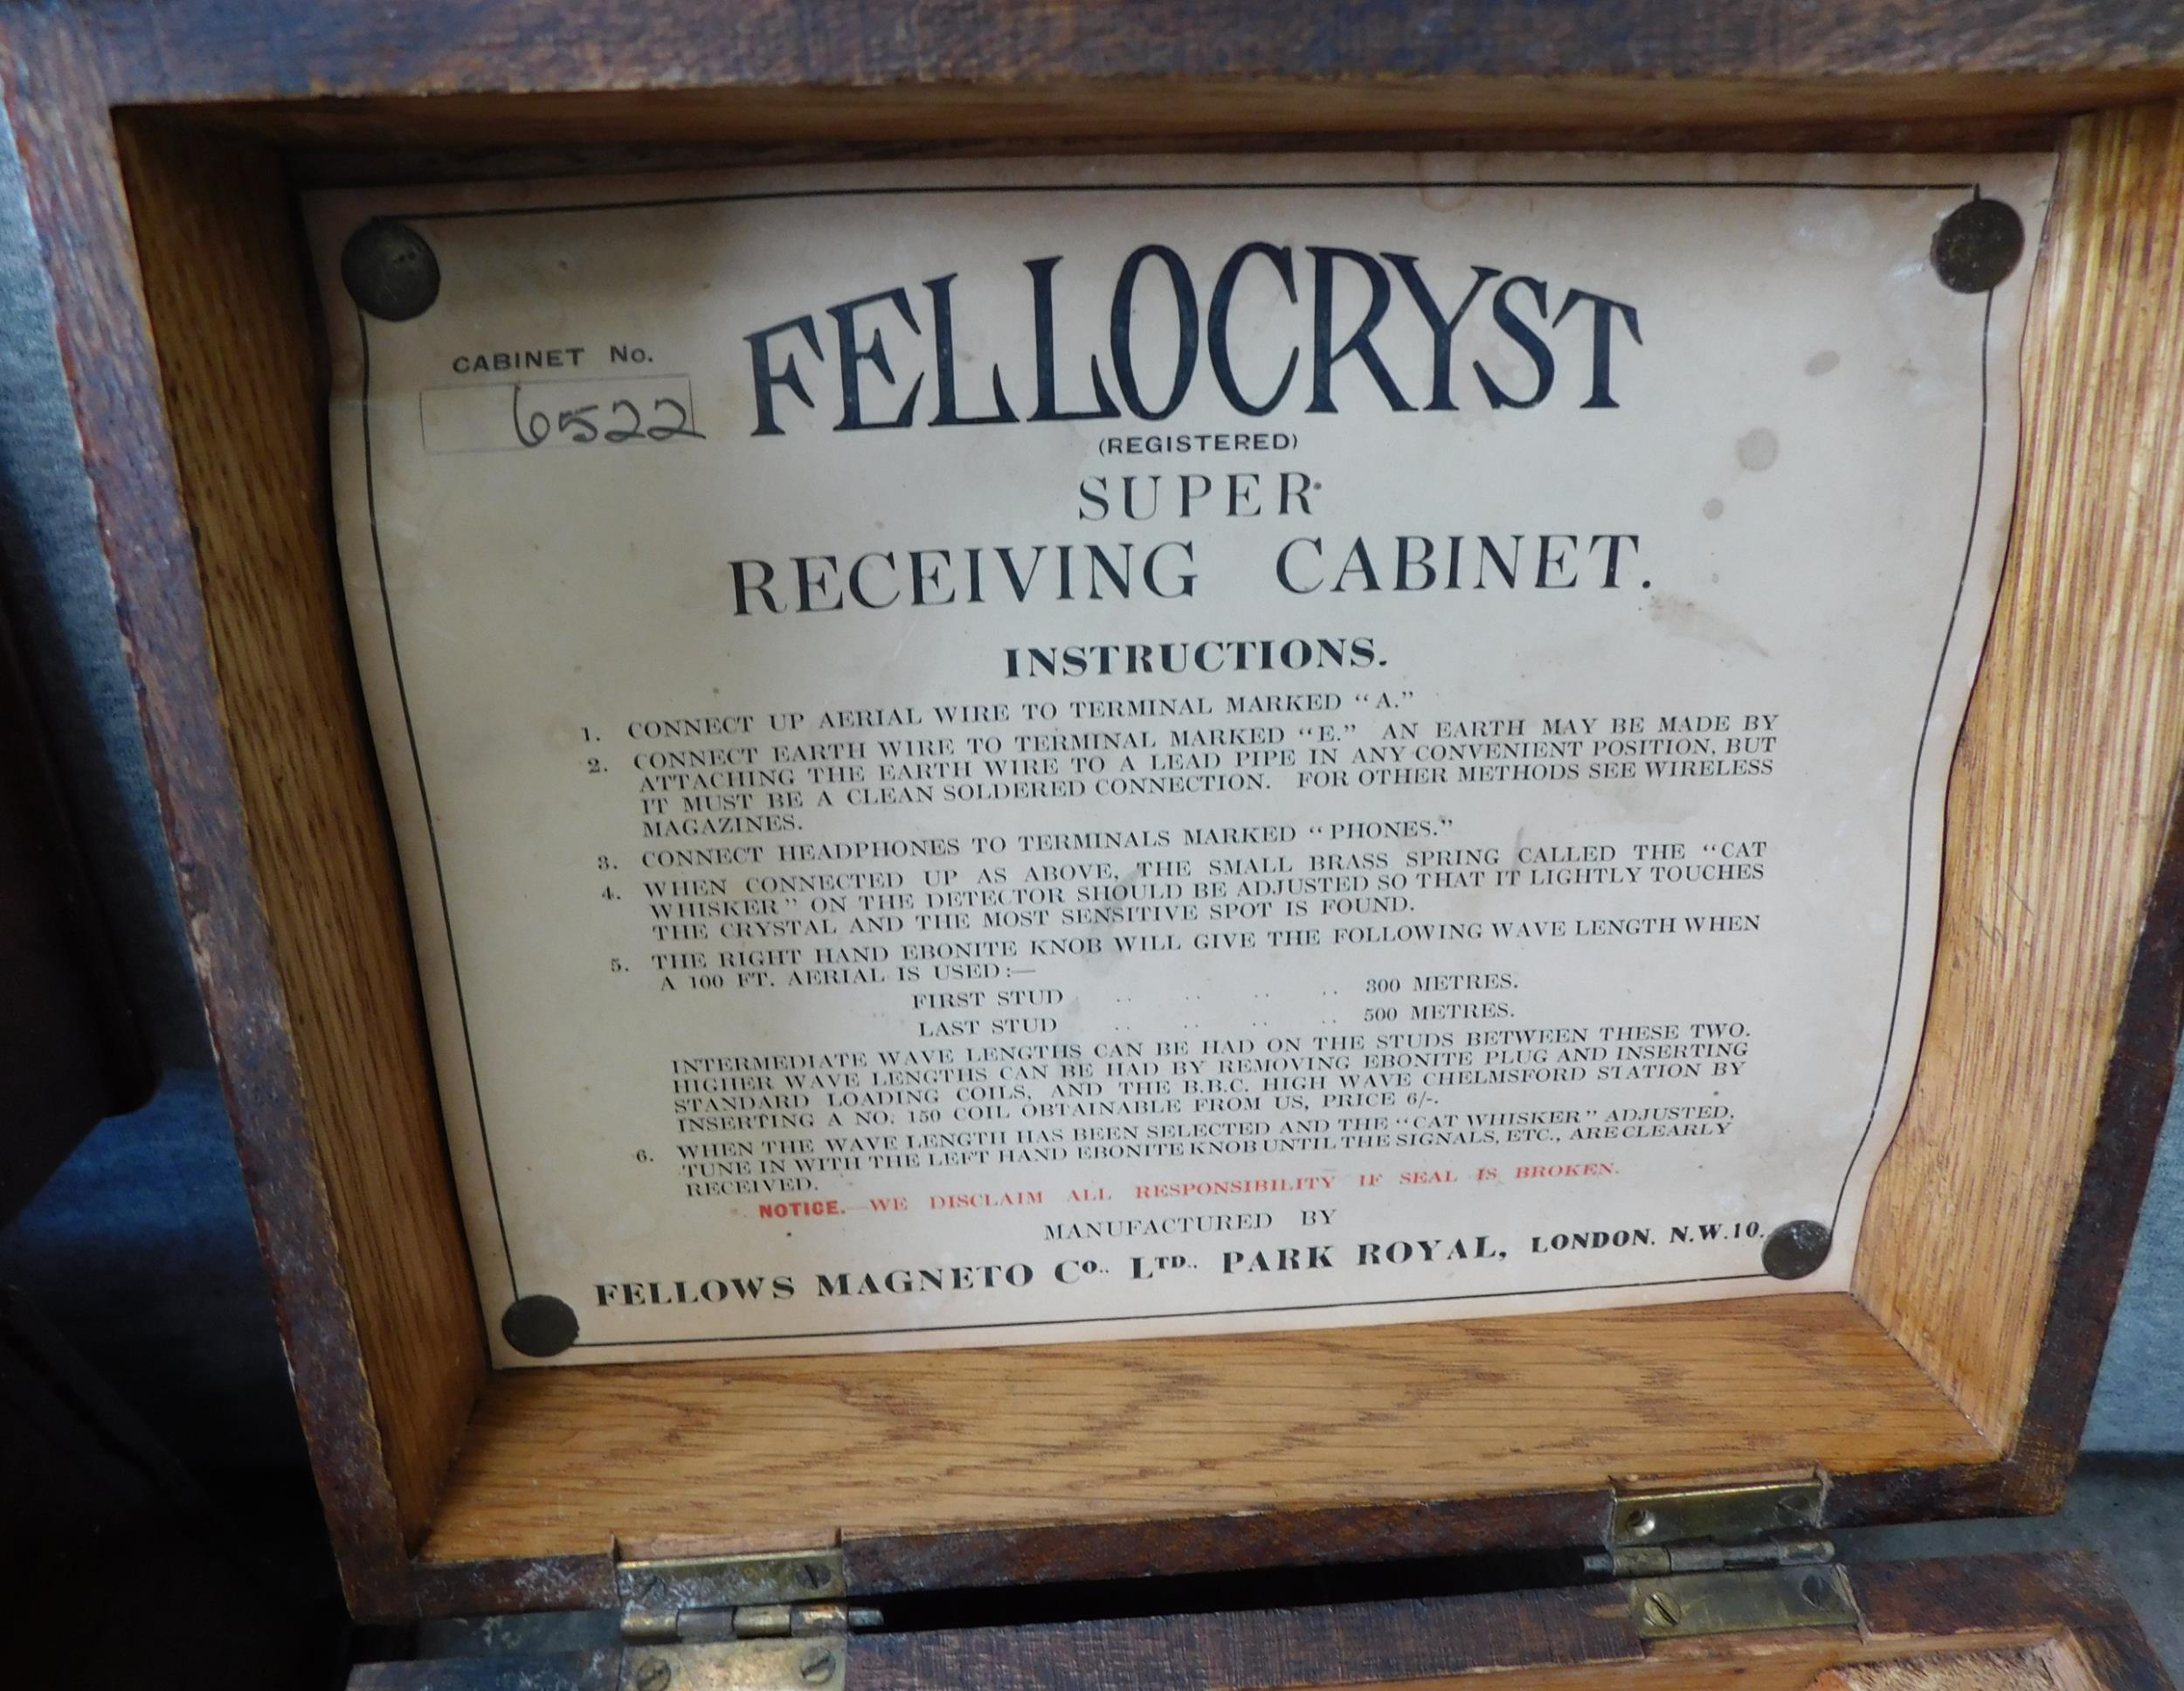 CABINET No.
6522
FELLOCRYST
(REGISTERED)
SUPER
RECEIVING CABINET.
INSTRUCTIONS.
1. CONNECT UP AERIAL WIRE TO TERMINAL MARKED “A.”
2. CONNECT EARTH WIRE TO TERMINAL MARKED “E.” AN EARTH MAY BE MADE BY
ATTACHING THE EARTH WIRE TO A LEAD PIPE IN ANY CONVENIENT POSITION, BUT
IT MUST BE A CLEAN SOLDERED CONNECTION. FOR OTHER METHODS SEE WIRELESS
MAGAZINES.
3. CONNECT HEADPHONES TO TERMINALS MARKED “PHONES.”
4. WHEN CONNECTED UP AS ABOVE, THE SMALL BRASS SPRING CALLED THE “CAT
WHISKER” ON THE DETECTOR SHOULD BE ADJUSTED SO THAT IT LIGHTLY TOUCHES
THE CRYSTAL AND THE MOST SENSITIVE SPOT IS FOUND.
5. THE RIGHT HAND EBONITE KNOB WILL GIVE THE FOLLOWING WAVE LENGTH WHEN
A 100 FT. AERIAL IS USED:—
FIRST STUD .. .. .. .. 300 METRES.
LAST STUD .. .. .. .. 500 METRES.
INTERMEDIATE WAVE LENGTHS CAN BE HAD ON THE STUDS BETWEEN THESE TWO.
HIGHER WAVE LENGTHS CAN BE HAD BY REMOVING EBONITE PLUG AND INSERTING
STANDARD LOADING COILS, AND THE B.B.C. HIGH WAVE CHELMSFORD STATION BY
INSERTING A NO. 150 COIL OBTAINABLE FROM US, PRICE 6/-.
6. WHEN THE WAVE LENGTH HAS BEEN SELECTED AND THE “CAT WHISKER” ADJUSTED,
TUNE IN WITH THE LEFT HAND EBONITE KNOB UNTIL THE SIGNALS, ETC., ARE CLEARLY
RECEIVED.
NOTICE.—WE DISCLAIM ALL RESPONSIBILITY IF SEAL IS BROKEN.
MANUFACTURED BY
FELLOWS MAGNETO Co.. LTD.. PARK ROYAL, LONDON. N.W.10.